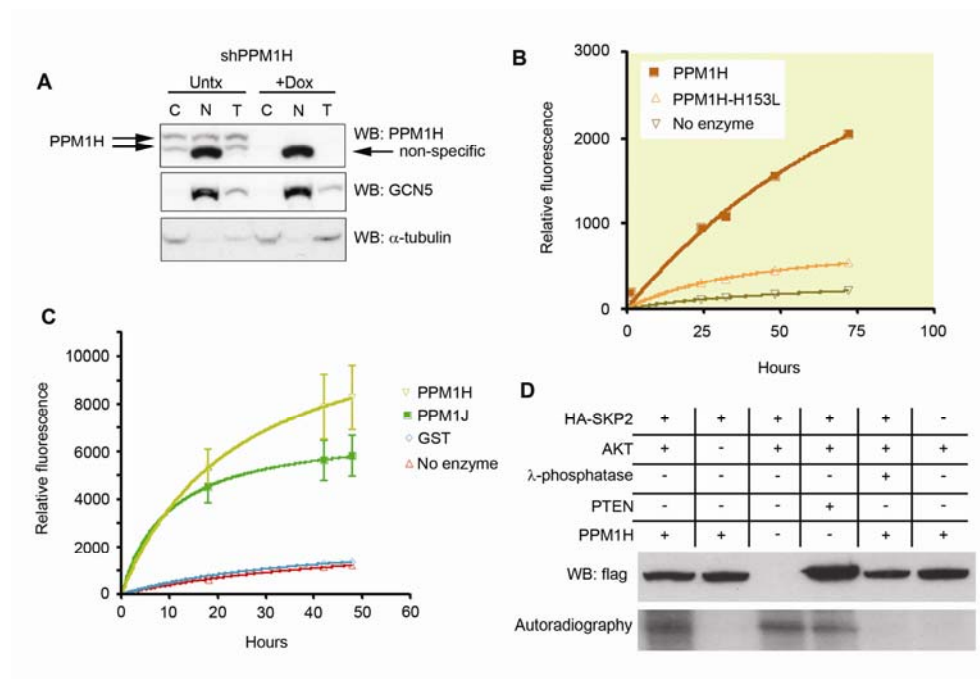 A
shPPM1H
Untx +Dox
C N T C N T
PPM1H
WB: PPM1H
non-specific
WB: GCN5
WB: α-tubulin
B
3000
2000
1000
0
Relative fluorescence
PPM1H
PPM1H-H153L
No enzyme
0 25 50 75 100
Hours
C
10000
8000
6000
4000
2000
0
Relative fluorescence
PPM1H
PPM1J
GST
No enzyme
0 10 20 30 40 50 60
Hours
D
HA-SKP2 + + + + + -
AKT + - + + + +
λ-phosphatase - - - - + -
PTEN - - - + - -
PPM1H + + - - + +
WB: flag
Autoradiography